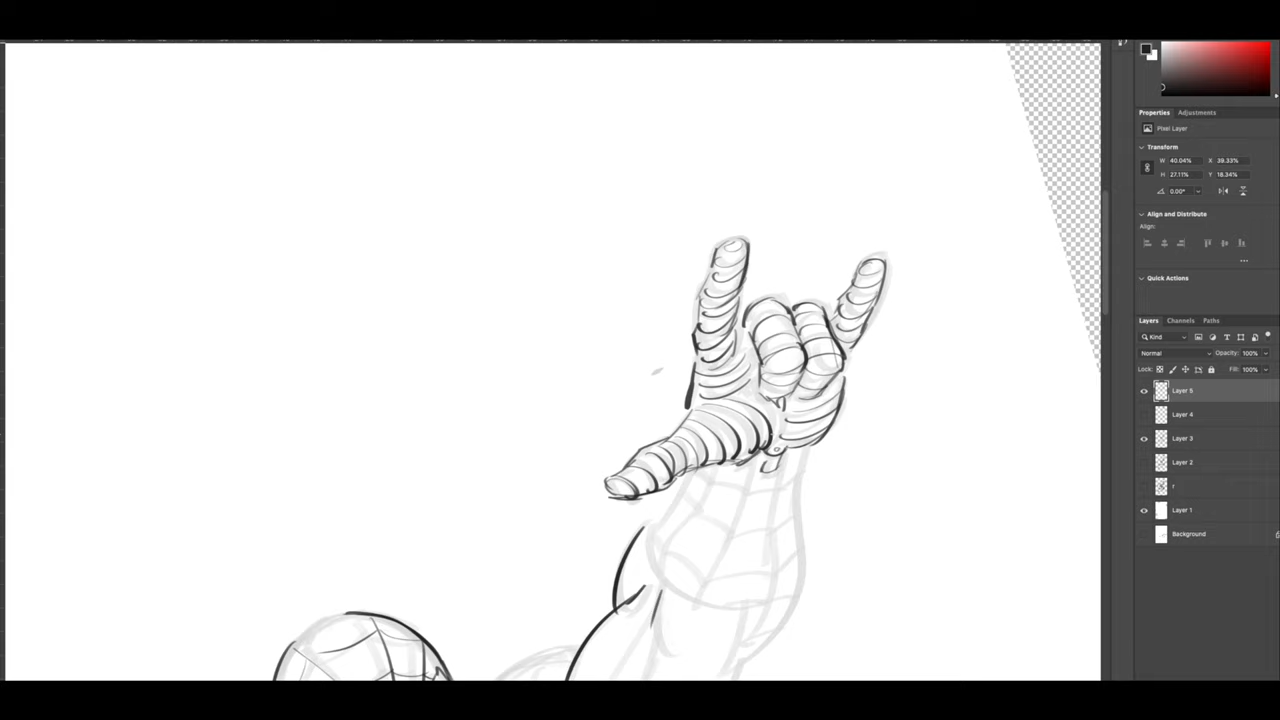 Properties Adjustments
Pixel Layer
Transform
W 40.04% X 39.33%
H 27.11% Y 18.34%
0.00°
Align and Distribute
Align:
Quick Actions
Layers Channels Paths
Kind
Normal Opacity: 100%
Lock: Fill: 100%
Layer 5
Layer 4
Layer 3
Layer 2
r
Layer 1
Background